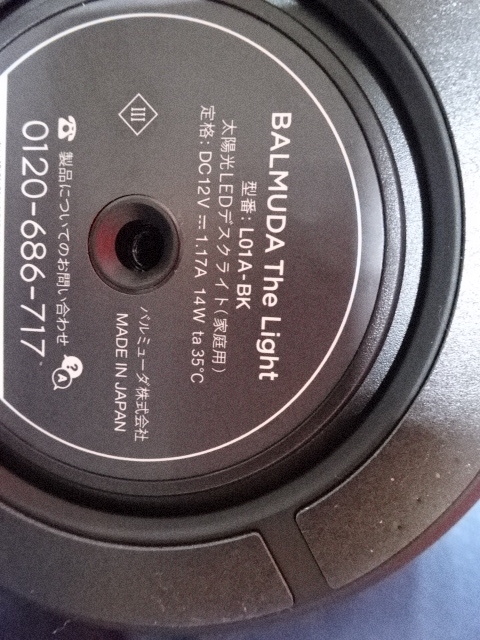 BALMUDA The Light
型番: L01A-BK
太陽光LEDデスクライト(家庭用)
定格: DC12V⎓1.17A 14W ta35°C
III
バルミューダ株式会社
MADE IN JAPAN
製品についてのお問い合わせ
? A
0120-686-717